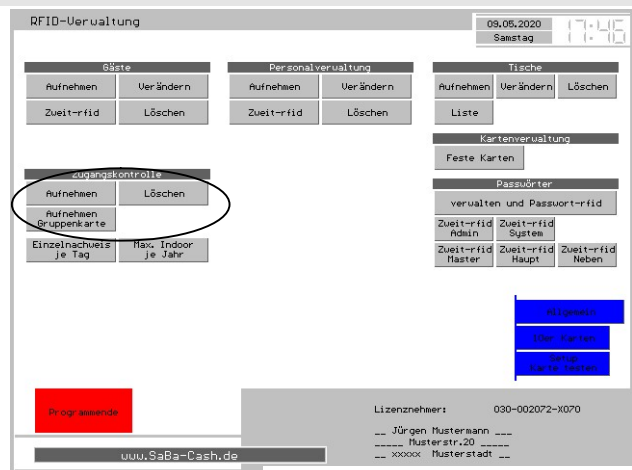 RFID-Verwaltung
09.05.2020
Samstag
17:46
Gäste
Aufnehmen Verändern
Zweit-rfid Löschen
Personalverwaltung
Aufnehmen Verändern
Zweit-rfid Löschen
Tische
Aufnehmen Verändern Löschen
Liste
Kartenverwaltung
Feste Karten
Zugangskontrolle
Aufnehmen Löschen
Aufnehmen
Gruppenkarte
Einzelnachweis
je Tag
Max. Indoor
je Jahr
Passwörter
verwalten und Passwort-rfid
Zweit-rfid
Admin
Zweit-rfid
System
Zweit-rfid
Master
Zweit-rfid
Haupt
Zweit-rfid
Neben
Allgemein
10er Karten
Setup
Karte testen
Programmende
www.SaBa-Cash.de
Lizenznehmer: 030-002072-X070
__ Jürgen Mustermann ___
_____ Musterstr.20 _____
__ xxxxx Musterstadt __